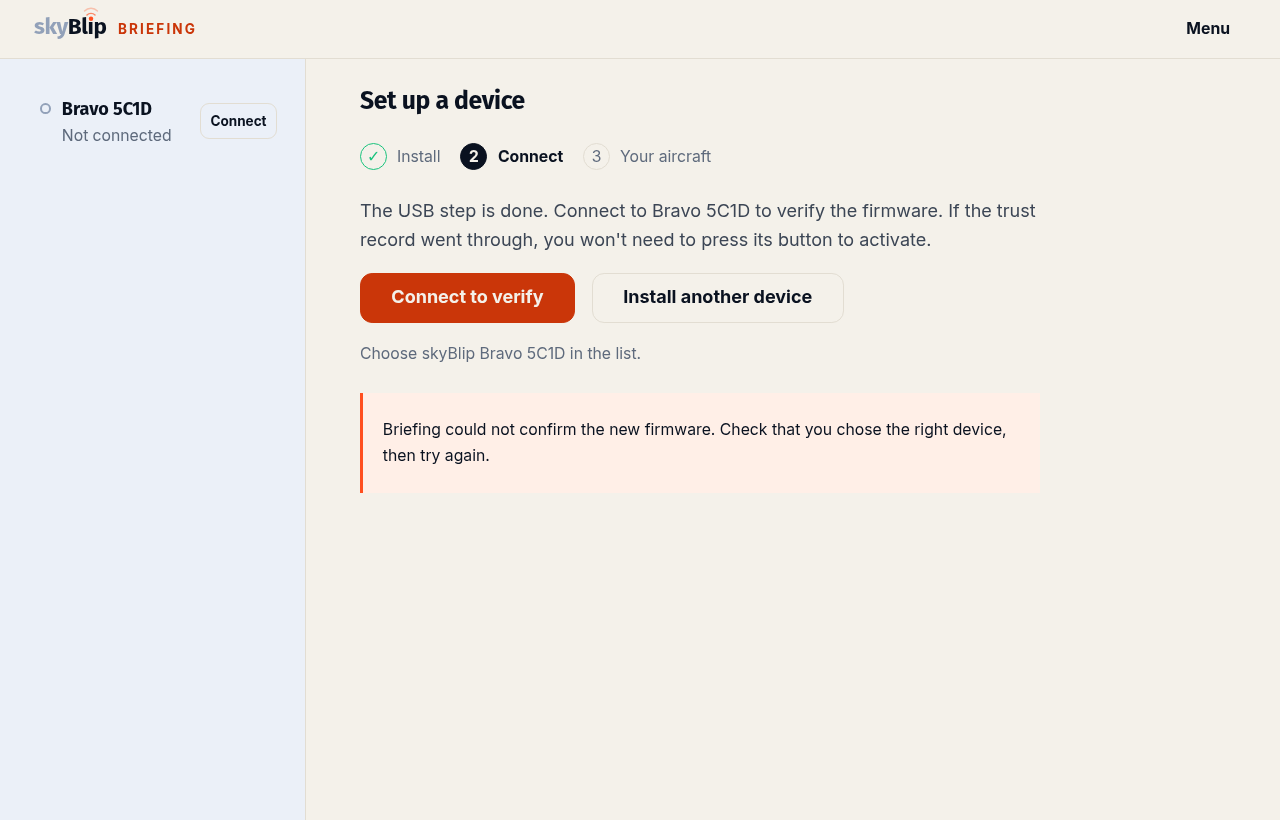 skyBlip BRIEFING
Menu
Bravo 5C1D
Not connected
Connect
Set up a device
✓ Install 2 Connect 3 Your aircraft
The USB step is done. Connect to Bravo 5C1D to verify the firmware. If the trust
record went through, you won't need to press its button to activate.
Connect to verify
Install another device
Choose skyBlip Bravo 5C1D in the list.
Briefing could not confirm the new firmware. Check that you chose the right device,
then try again.